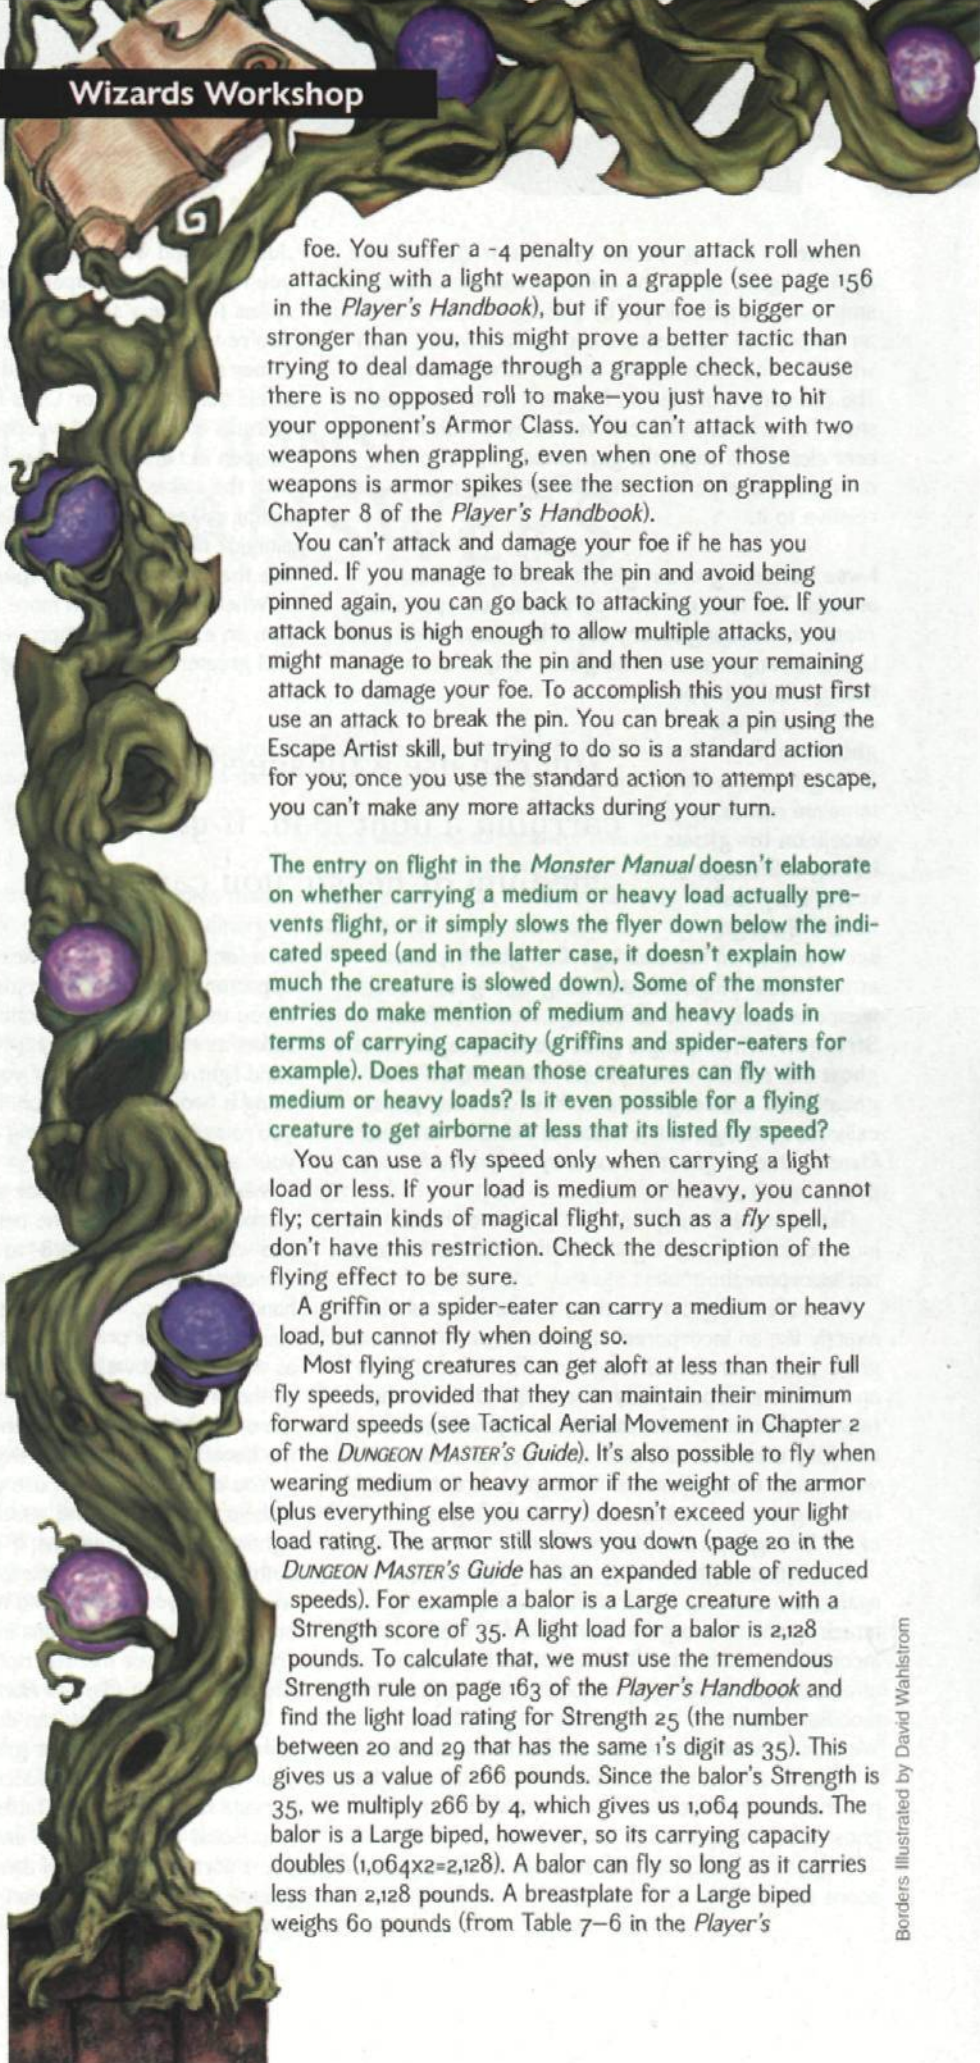 Wizards Workshop
foe. You suffer a -4 penalty on your attack roll when
attacking with a light weapon in a grapple (see page 156
in the Player's Handbook), but if your foe is bigger or
stronger than you, this might prove a better tactic than
trying to deal damage through a grapple check, because
there is no opposed roll to make—you just have to hit
your opponent's Armor Class. You can't attack with two
weapons when grappling, even when one of those
weapons is armor spikes (see the section on grappling in
Chapter 8 of the Player's Handbook).
You can't attack and damage your foe if he has you
pinned. If you manage to break the pin and avoid being
pinned again, you can go back to attacking your foe. If your
attack bonus is high enough to allow multiple attacks, you
might manage to break the pin and then use your remaining
attack to damage your foe. To accomplish this you must first
use an attack to break the pin. You can break a pin using the
Escape Artist skill, but trying to do so is a standard action
for you; once you use the standard action to attempt escape,
you can't make any more attacks during your turn.
The entry on flight in the Monster Manual doesn't elaborate
on whether carrying a medium or heavy load actually pre-
vents flight, or it simply slows the flyer down below the indi-
cated speed (and in the latter case, it doesn't explain how
much the creature is slowed down). Some of the monster
entries do make mention of medium and heavy loads in
terms of carrying capacity (griffins and spider-eaters for
example). Does that mean those creatures can fly with
medium or heavy loads? Is it even possible for a flying
creature to get airborne at less that its listed fly speed?
You can use a fly speed only when carrying a light
load or less. If your load is medium or heavy, you cannot
fly; certain kinds of magical flight, such as a fly spell,
don't have this restriction. Check the description of the
flying effect to be sure.
A griffin or a spider-eater can carry a medium or heavy
load, but cannot fly when doing so.
Most flying creatures can get aloft at less than their full
fly speeds, provided that they can maintain their minimum
forward speeds (see Tactical Aerial Movement in Chapter 2
of the DUNGEON MASTER'S Guide). It's also possible to fly when
wearing medium or heavy armor if the weight of the armor
(plus everything else you carry) doesn't exceed your light
load rating. The armor still slows you down (page 20 in the
DUNGEON MASTER'S Guide has an expanded table of reduced
speeds). For example a balor is a Large creature with a
Strength score of 35. A light load for a balor is 2,128
pounds. To calculate that, we must use the tremendous
Strength rule on page 163 of the Player's Handbook and
find the light load rating for Strength 25 (the number
between 20 and 29 that has the same 1's digit as 35). This
gives us a value of 266 pounds. Since the balor's Strength is
35, we multiply 266 by 4, which gives us 1,064 pounds. The
balor is a Large biped, however, so its carrying capacity
doubles (1,064x2=2,128). A balor can fly so long as it carries
less than 2,128 pounds. A breastplate for a Large biped
weighs 60 pounds (from Table 7–6 in the Player's
Borders Illustrated by David Wahlstrom